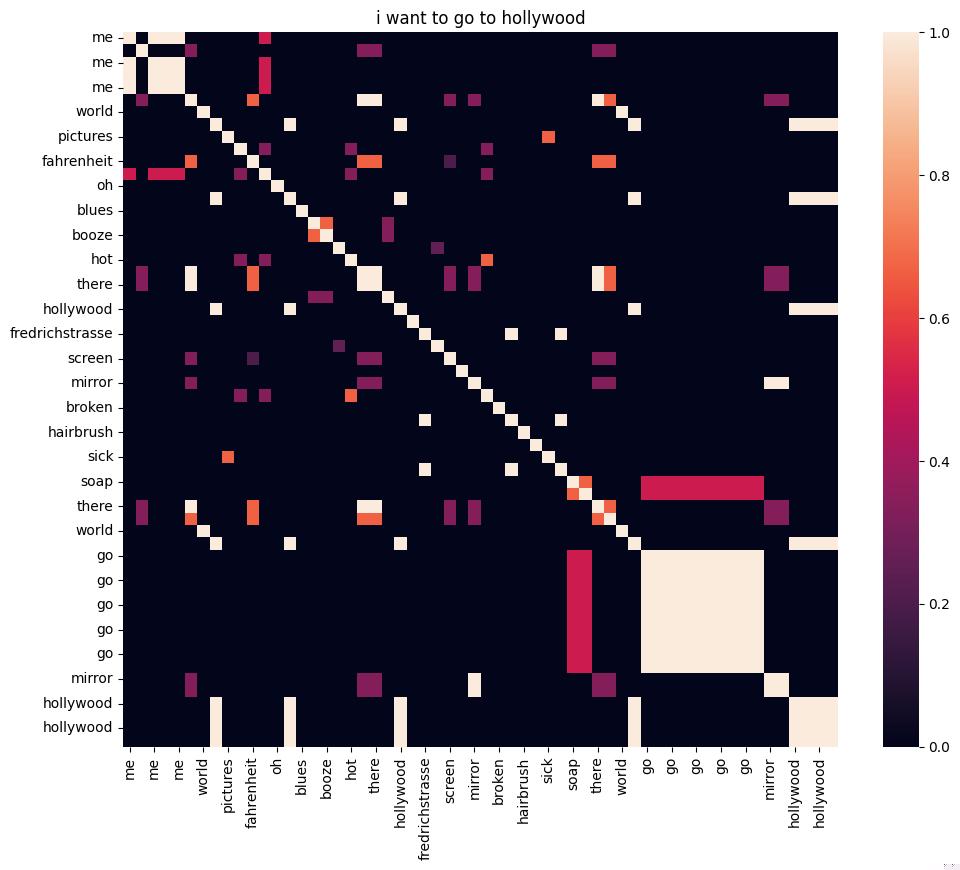 i want to go to hollywood
me
me
me
world
pictures
fahrenheit
oh
blues
booze
hot
there
hollywood
fredrichstrasse
screen
mirror
broken
hairbrush
sick
soap
there
world
go
go
go
go
go
mirror
hollywood
hollywood
me
me
me
world
pictures
fahrenheit
oh
blues
booze
hot
there
hollywood
fredrichstrasse
screen
mirror
broken
hairbrush
sick
soap
there
world
go
go
go
go
go
mirror
hollywood
hollywood
1.0
0.8
0.6
0.4
0.2
0.0